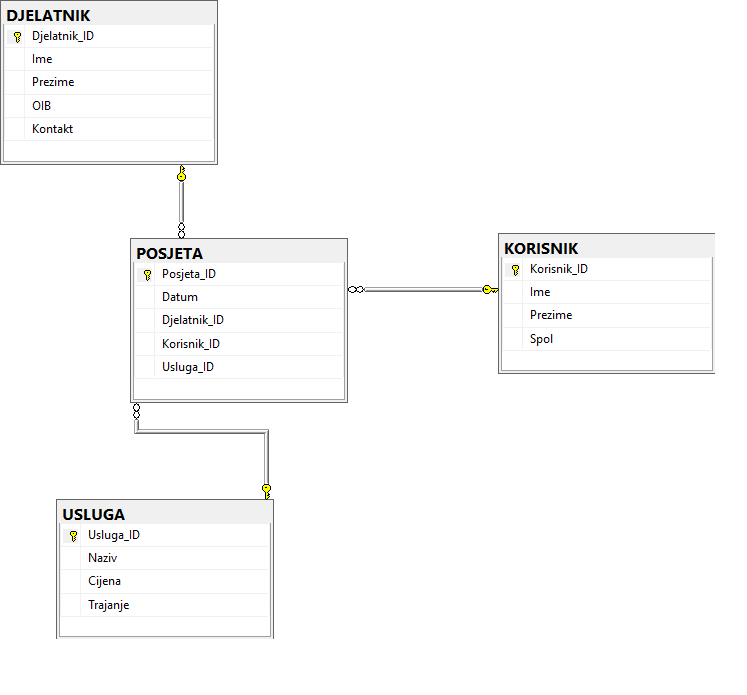 DJELATNIK
Djelatnik_ID
Ime
Prezime
OIB
Kontakt
POSJETA
Posjeta_ID
Datum
Djelatnik_ID
Korisnik_ID
Usluga_ID
KORISNIK
Korisnik_ID
Ime
Prezime
Spol
USLUGA
Usluga_ID
Naziv
Cijena
Trajanje